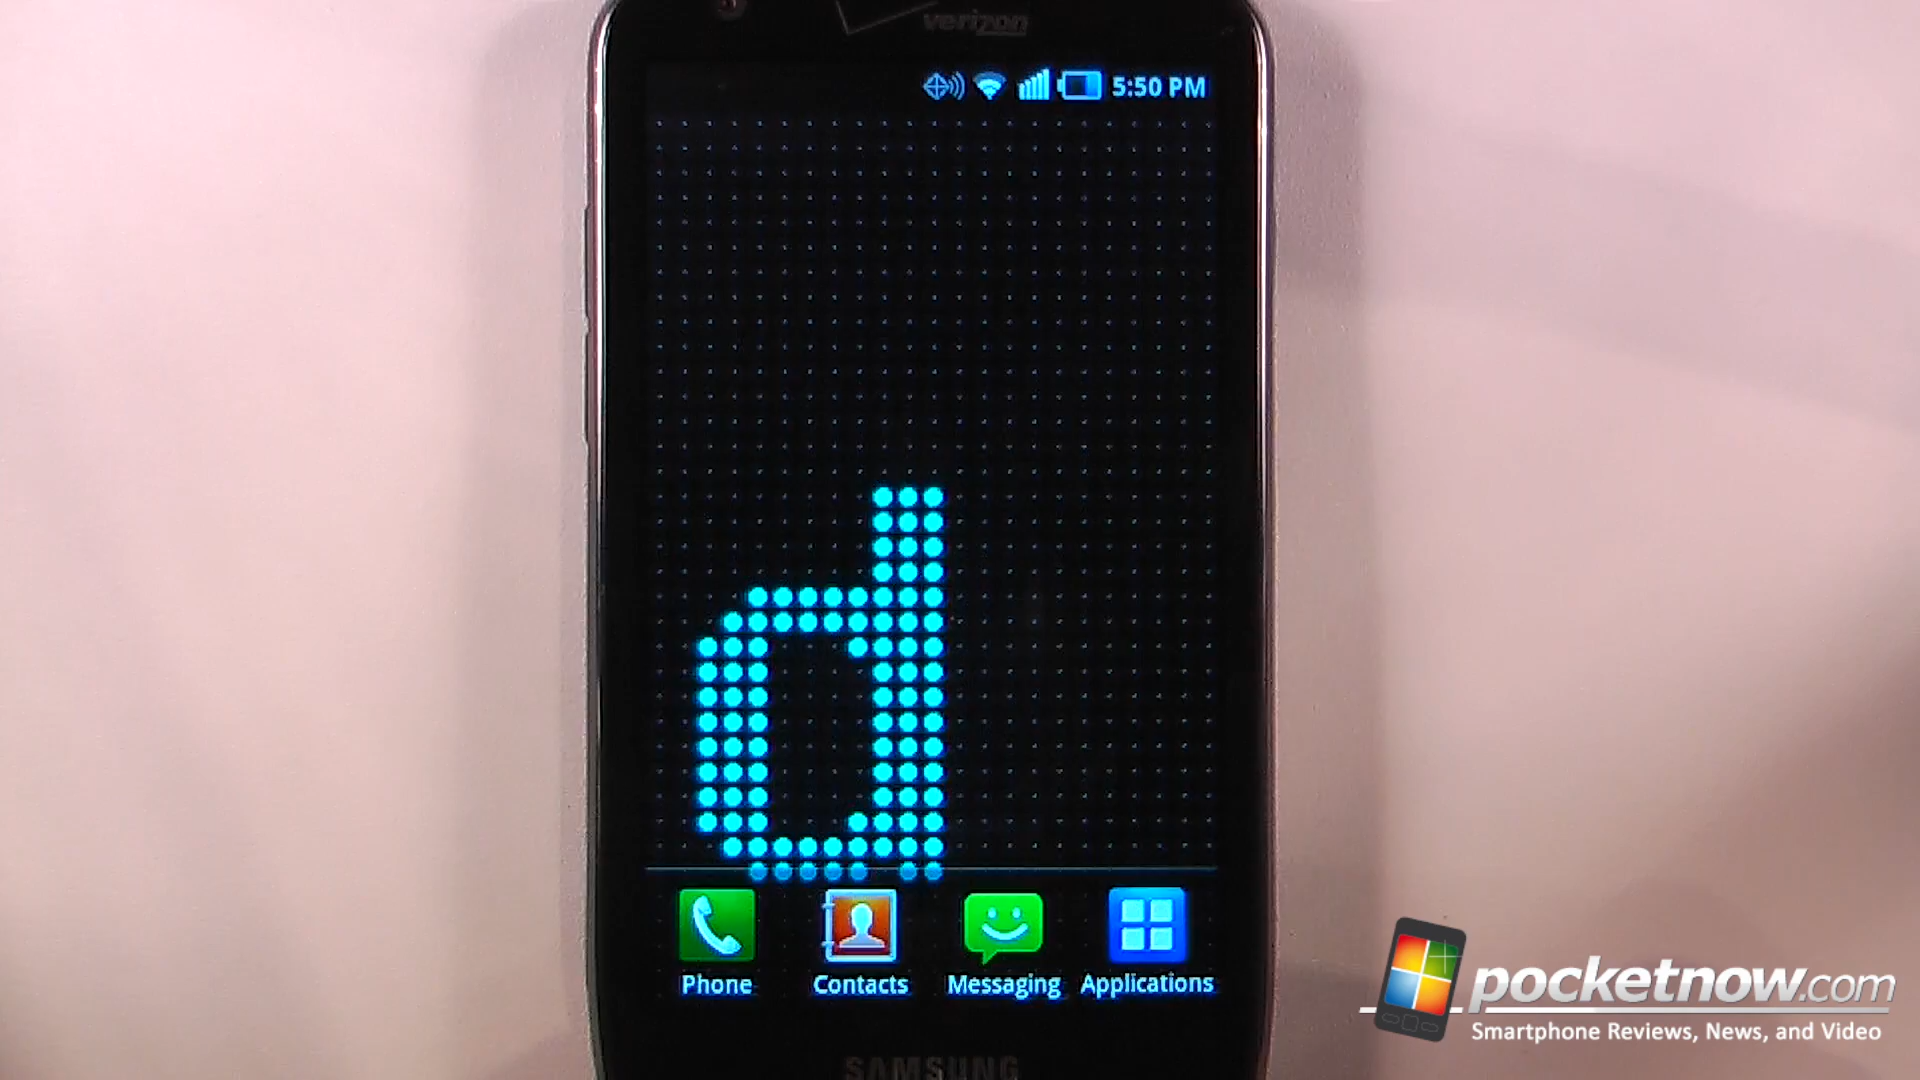 verizon
5:50 PM
d
Phone Contacts Messaging Applications
SAMSUNG
pocketnow.com
Smartphone Reviews, News, and Video